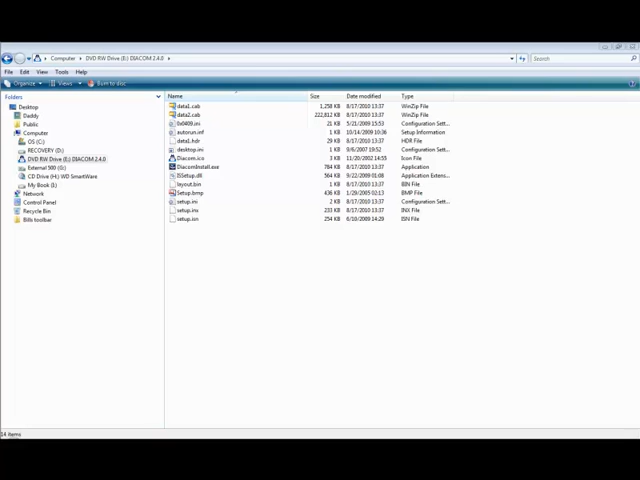 Computer ▸ DVD RW Drive (E:) DIACOM 2.4.0 ▸ Search
File Edit View Tools Help
Organize Views Burn to disc
Folders
Desktop
Daddy
Public
Computer
OS (C:)
RECOVERY (D:)
DVD RW Drive (E:) DIACOM 2.4.0
External 500 (G:)
CD Drive (H:) WD SmartWare
My Book (I:)
Network
Control Panel
Recycle Bin
Bills toolbar
Name Size Date modified Type
data1.cab 1,258 KB 8/17/2010 13:37 WinZip File
data2.cab 222,812 KB 8/17/2010 13:37 WinZip File
0x0409.ini 21 KB 5/21/2009 15:53 Configuration Sett...
autorun.inf 1 KB 10/14/2009 10:36 Setup Information
data1.hdr 29 KB 8/17/2010 13:37 HDR File
desktop.ini 1 KB 9/6/2007 19:52 Configuration Sett...
Diacom.ico 3 KB 11/20/2002 14:55 Icon File
DiacomInstall.exe 784 KB 8/17/2010 13:37 Application
ISSetup.dll 564 KB 9/22/2009 01:08 Application Extens...
layout.bin 1 KB 8/17/2010 13:37 BIN File
Setup.bmp 436 KB 1/29/2005 02:13 BMP File
setup.ini 2 KB 8/17/2010 13:37 Configuration Sett...
setup.inx 233 KB 8/17/2010 13:37 INX File
setup.isn 254 KB 6/10/2009 14:29 ISN File
14 items